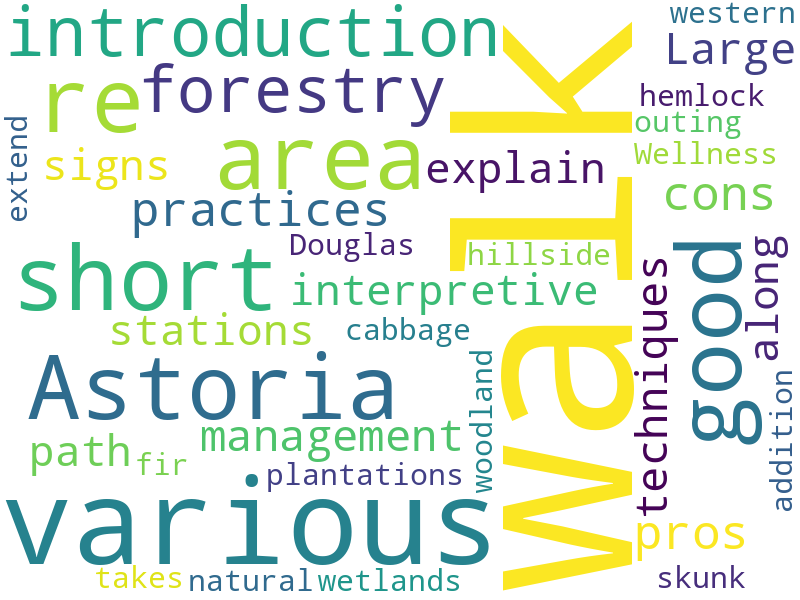 introduction
western
Large
re
forestry
hemlock
outing
extend
signs
area
explain
Wellness
cons
practices
walk
Douglas
hillside
good
along
short
interpretive
techniques
stations
cabbage
Astoria
woodland
addition
management
path
fir
plantations
various
pros
takes
natural
wetlands
skunk